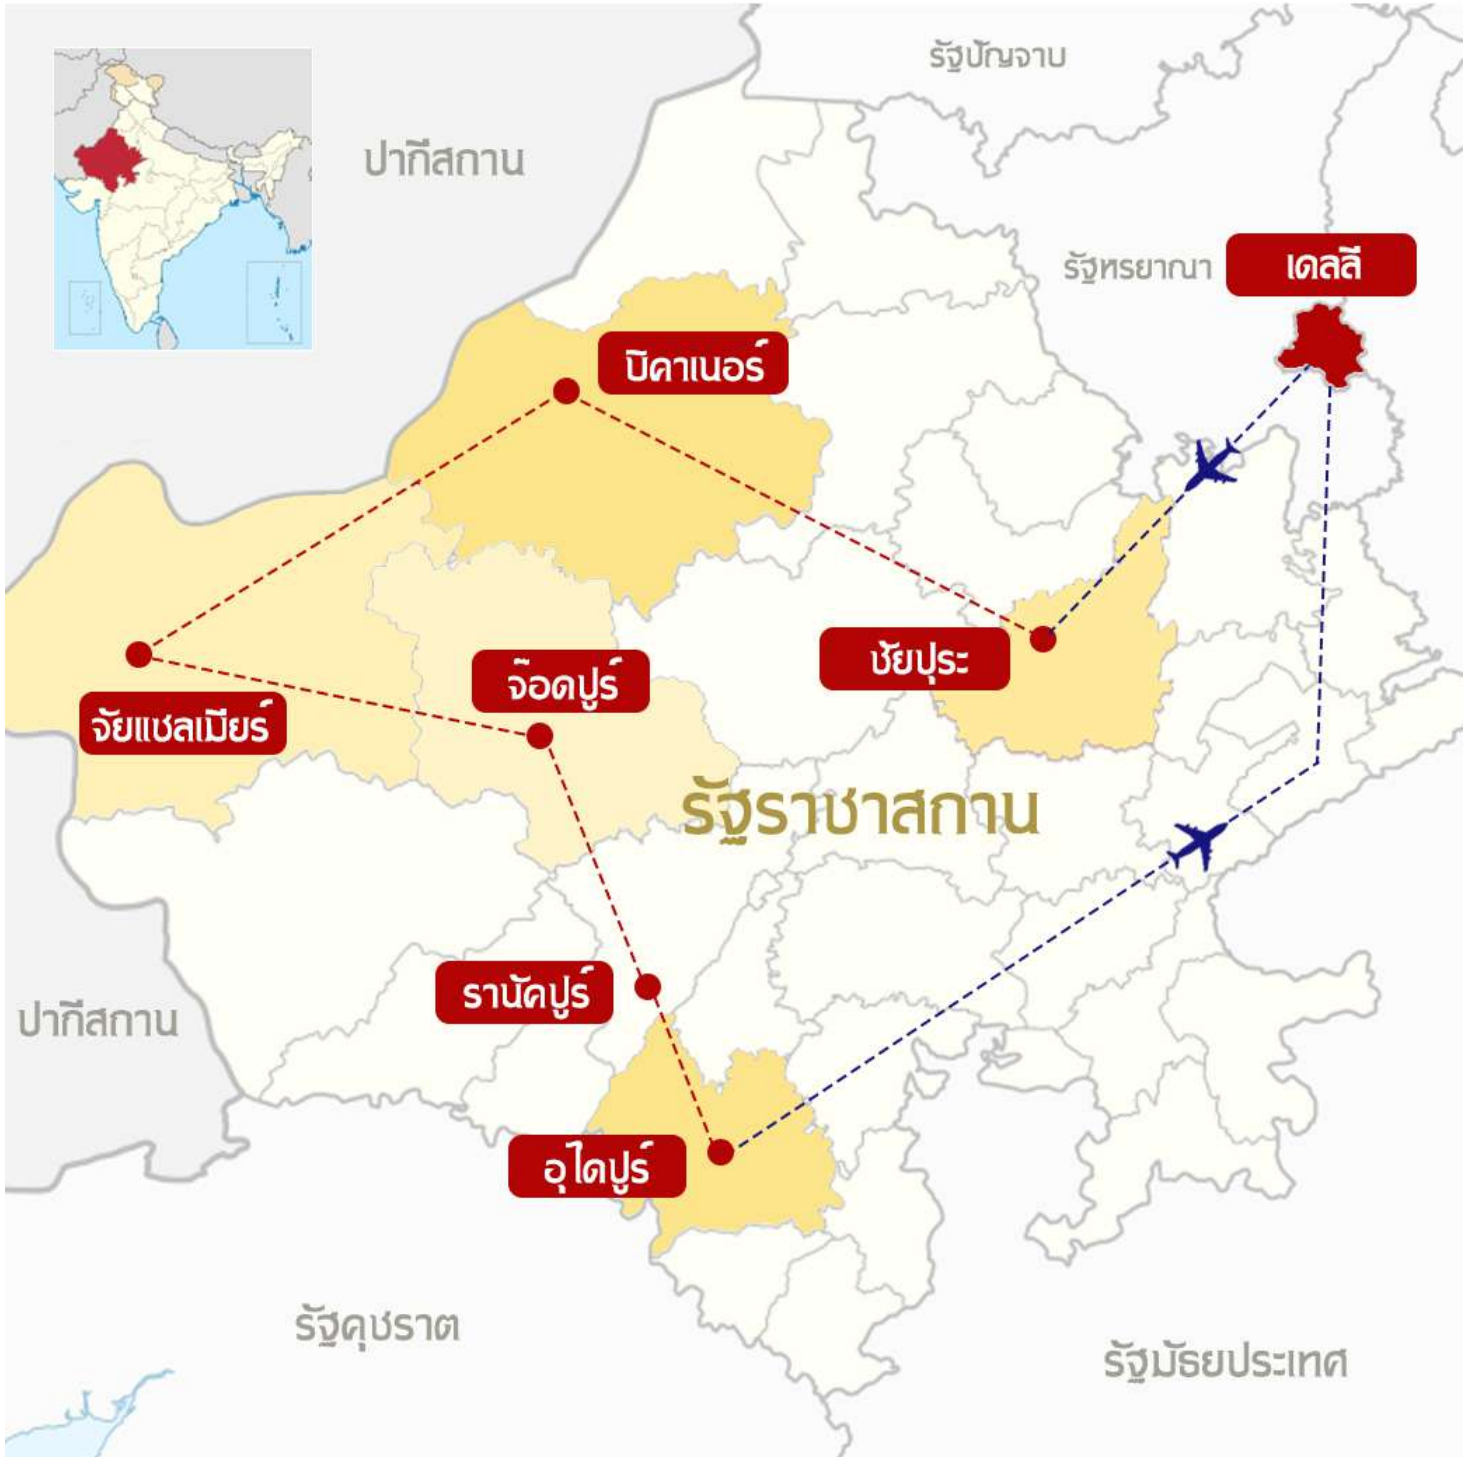 รัฐปัญจาบ
ปากีสถาน
รัฐหรยาณา
เดลลี
บิคาเนอร์
ชัยปุระ
จ๊อดปูร์
จัยแชลเมียร์
รัฐราชาสถาน
รานัคปูร์
ปากีสถาน
อุไดปูร์
รัฐคุชราต
รัฐมัธยประเทศ